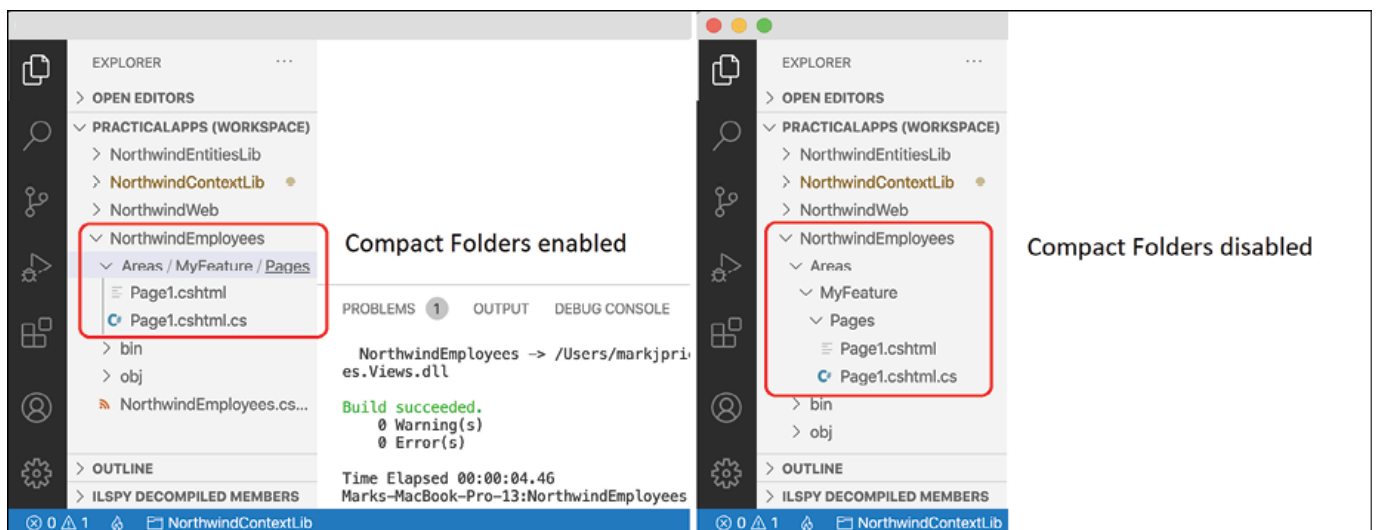 EXPLORER ...
> OPEN EDITORS
PRACTICALAPPS (WORKSPACE)
> NorthwindEntitiesLib
> NorthwindContextLib
> NorthwindWeb
NorthwindEmployees
Areas / MyFeature / Pages
Page1.cshtml
C# Page1.cshtml.cs
> bin
> obj
NorthwindEmployees.cs...
> OUTLINE
> ILSPY DECOMPILED MEMBERS
0 1 NorthwindContextLib
Compact Folders enabled
PROBLEMS 1 OUTPUT DEBUG CONSOLE
NorthwindEmployees -> /Users/markjpri
es.Views.dll
Build succeeded.
0 Warning(s)
0 Error(s)
Time Elapsed 00:00:04.46
Marks-MacBook-Pro-13:NorthwindEmployees
EXPLORER ...
> OPEN EDITORS
PRACTICALAPPS (WORKSPACE)
> NorthwindEntitiesLib
> NorthwindContextLib
> NorthwindWeb
NorthwindEmployees
Areas
MyFeature
Pages
Page1.cshtml
C# Page1.cshtml.cs
> bin
> obj
> OUTLINE
> ILSPY DECOMPILED MEMBERS
0 1 NorthwindContextLib
Compact Folders disabled